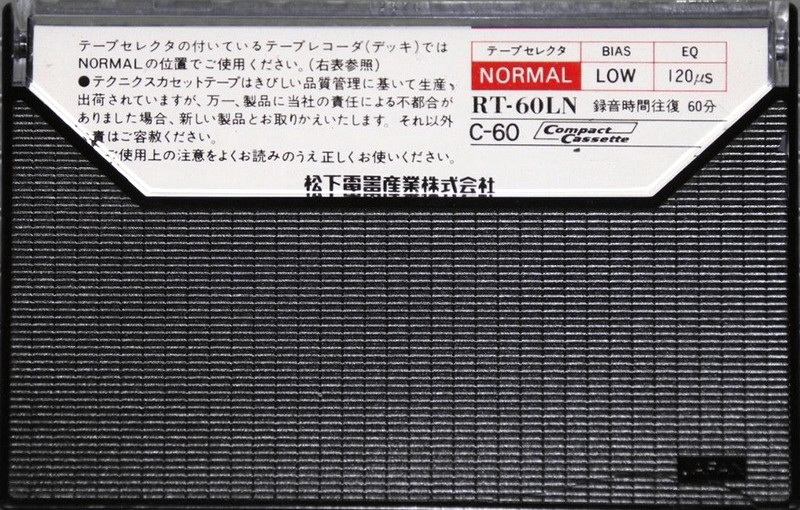 テープセレクタの付いているテープレコーダ(デッキ)では
NORMALの位置でご使用ください。(右表参照)
●テクニクスカセットテープはきびしい品質管理に基いて生産、
出荷されていますが、万一、製品に当社の責任による不都合が
ありました場合、新しい製品とお取りかえいたします。それ以外
責はご容赦ください。
ご使用上の注意をよくお読みのうえ正しくお使いください。
松下電器産業株式会社
テープセレクタ BIAS EQ
NORMAL LOW 120μs
RT-60LN 録音時間往復 60分
C-60 Compact Cassette
JAPAN